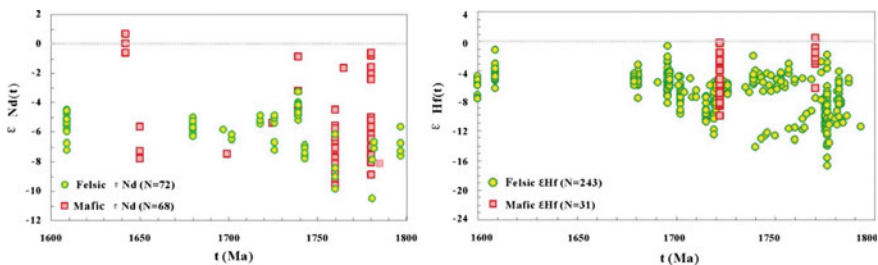 2
0
-2
-4
-6
-8
-10
-12
ε Nd(t)
Felsic ε Nd (N=72)
Mafic ε Nd (N=68)
1600 1650 1700 1750 1800
t (Ma)
4
0
-4
-8
-12
-16
-20
-24
ε Hf(t)
Felsic εHf (N=243)
Mafic εHf (N=31)
1600 1650 1700 1750 1800
t (Ma)